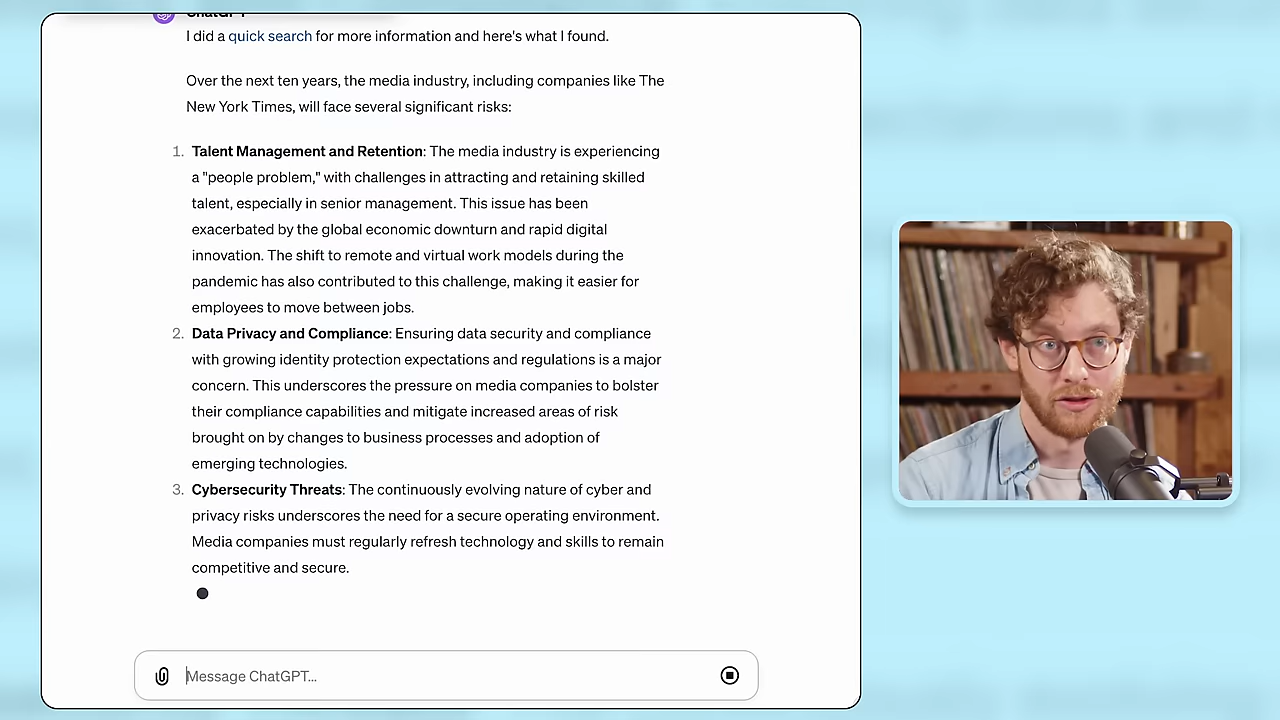 ChatGPT
I did a quick search for more information and here's what I found.
Over the next ten years, the media industry, including companies like The
New York Times, will face several significant risks:
1. Talent Management and Retention: The media industry is experiencing
a "people problem," with challenges in attracting and retaining skilled
talent, especially in senior management. This issue has been
exacerbated by the global economic downturn and rapid digital
innovation. The shift to remote and virtual work models during the
pandemic has also contributed to this challenge, making it easier for
employees to move between jobs.
2. Data Privacy and Compliance: Ensuring data security and compliance
with growing identity protection expectations and regulations is a major
concern. This underscores the pressure on media companies to bolster
their compliance capabilities and mitigate increased areas of risk
brought on by changes to business processes and adoption of
emerging technologies.
3. Cybersecurity Threats: The continuously evolving nature of cyber and
privacy risks underscores the need for a secure operating environment.
Media companies must regularly refresh technology and skills to remain
competitive and secure.
Message ChatGPT...